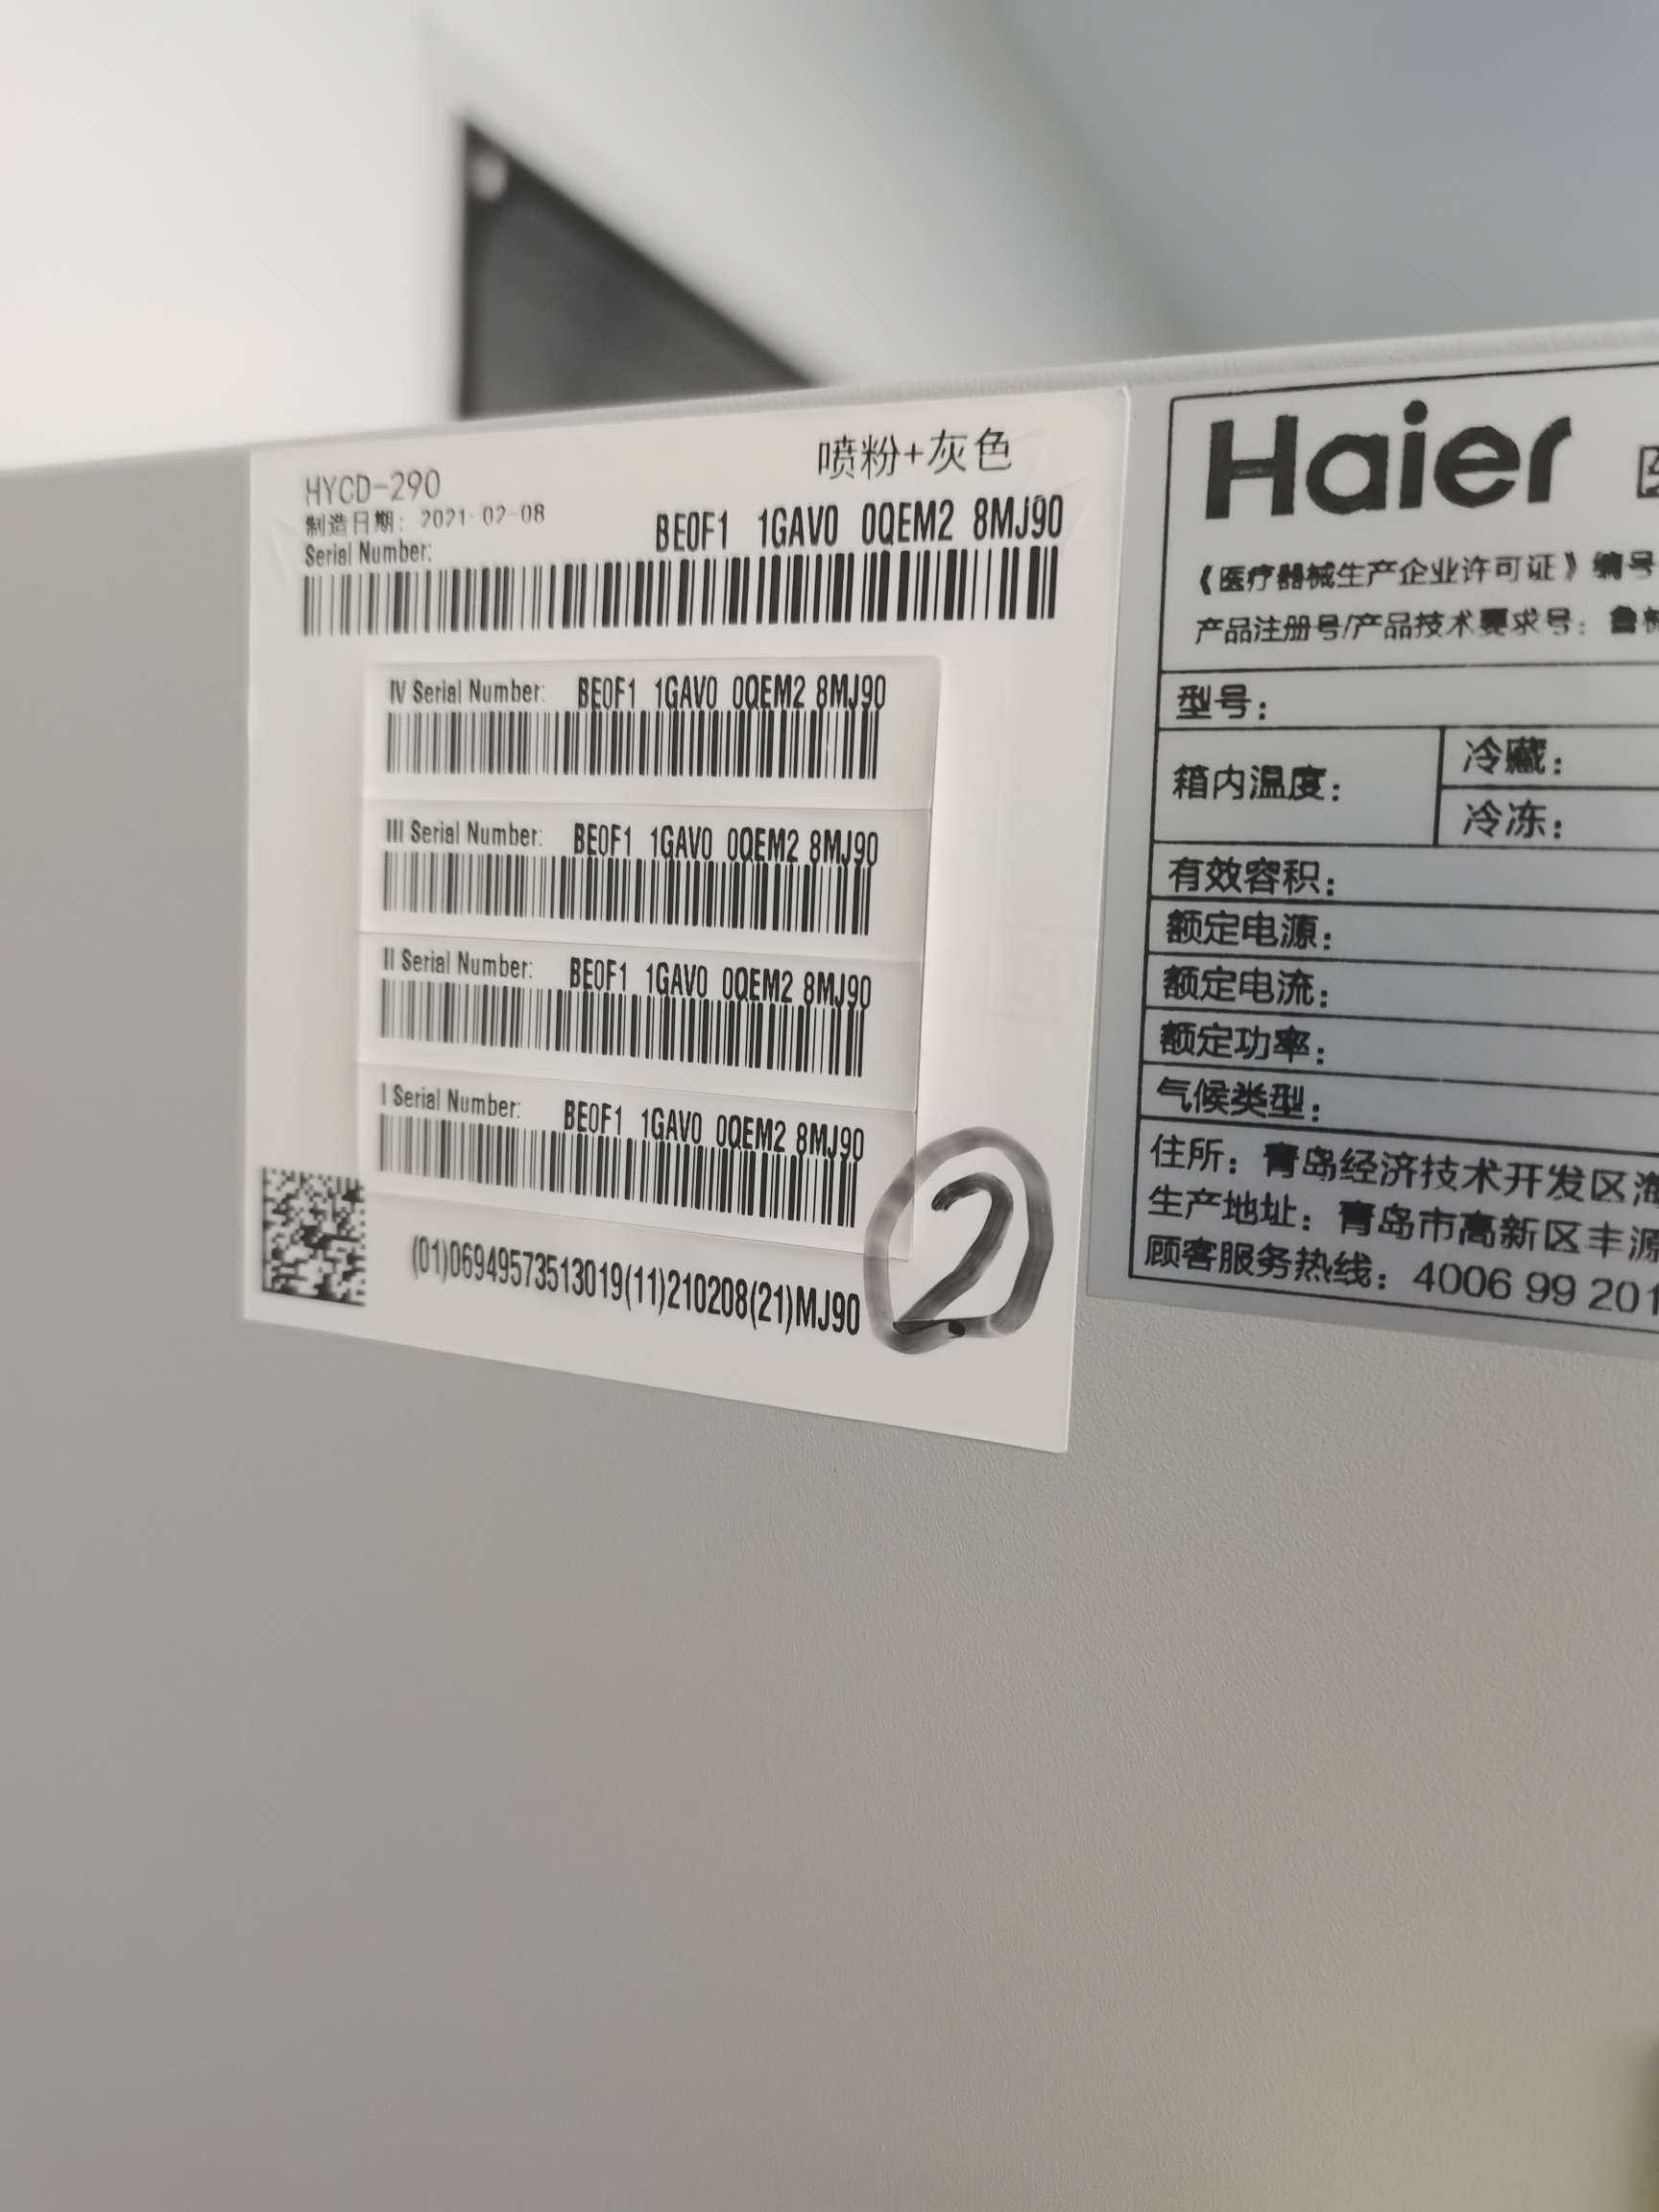 喷粉+灰色
HYCD-290
制造日期: 2021-02-08
Serial Number:
BE0F1 1GAV0 0QEM2 8MJ90
IV Serial Number: BE0F1 1GAV0 0QEM2 8MJ90
III Serial Number: BE0F1 1GAV0 0QEM2 8MJ90
II Serial Number: BE0F1 1GAV0 0QEM2 8MJ90
I Serial Number: BE0F1 1GAV0 0QEM2 8MJ90
(01)06949573513019(11)210208(21)MJ90
2
Haier
《医疗器械生产企业许可证》编号
产品注册号/产品技术要求号：鲁械
型号：
箱内温度：
冷藏：
冷冻：
有效容积：
额定电源：
额定电流：
额定功率：
气候类型：
住所：青岛经济技术开发区海
生产地址：青岛市高新区丰源
顾客服务热线：4006 99 201